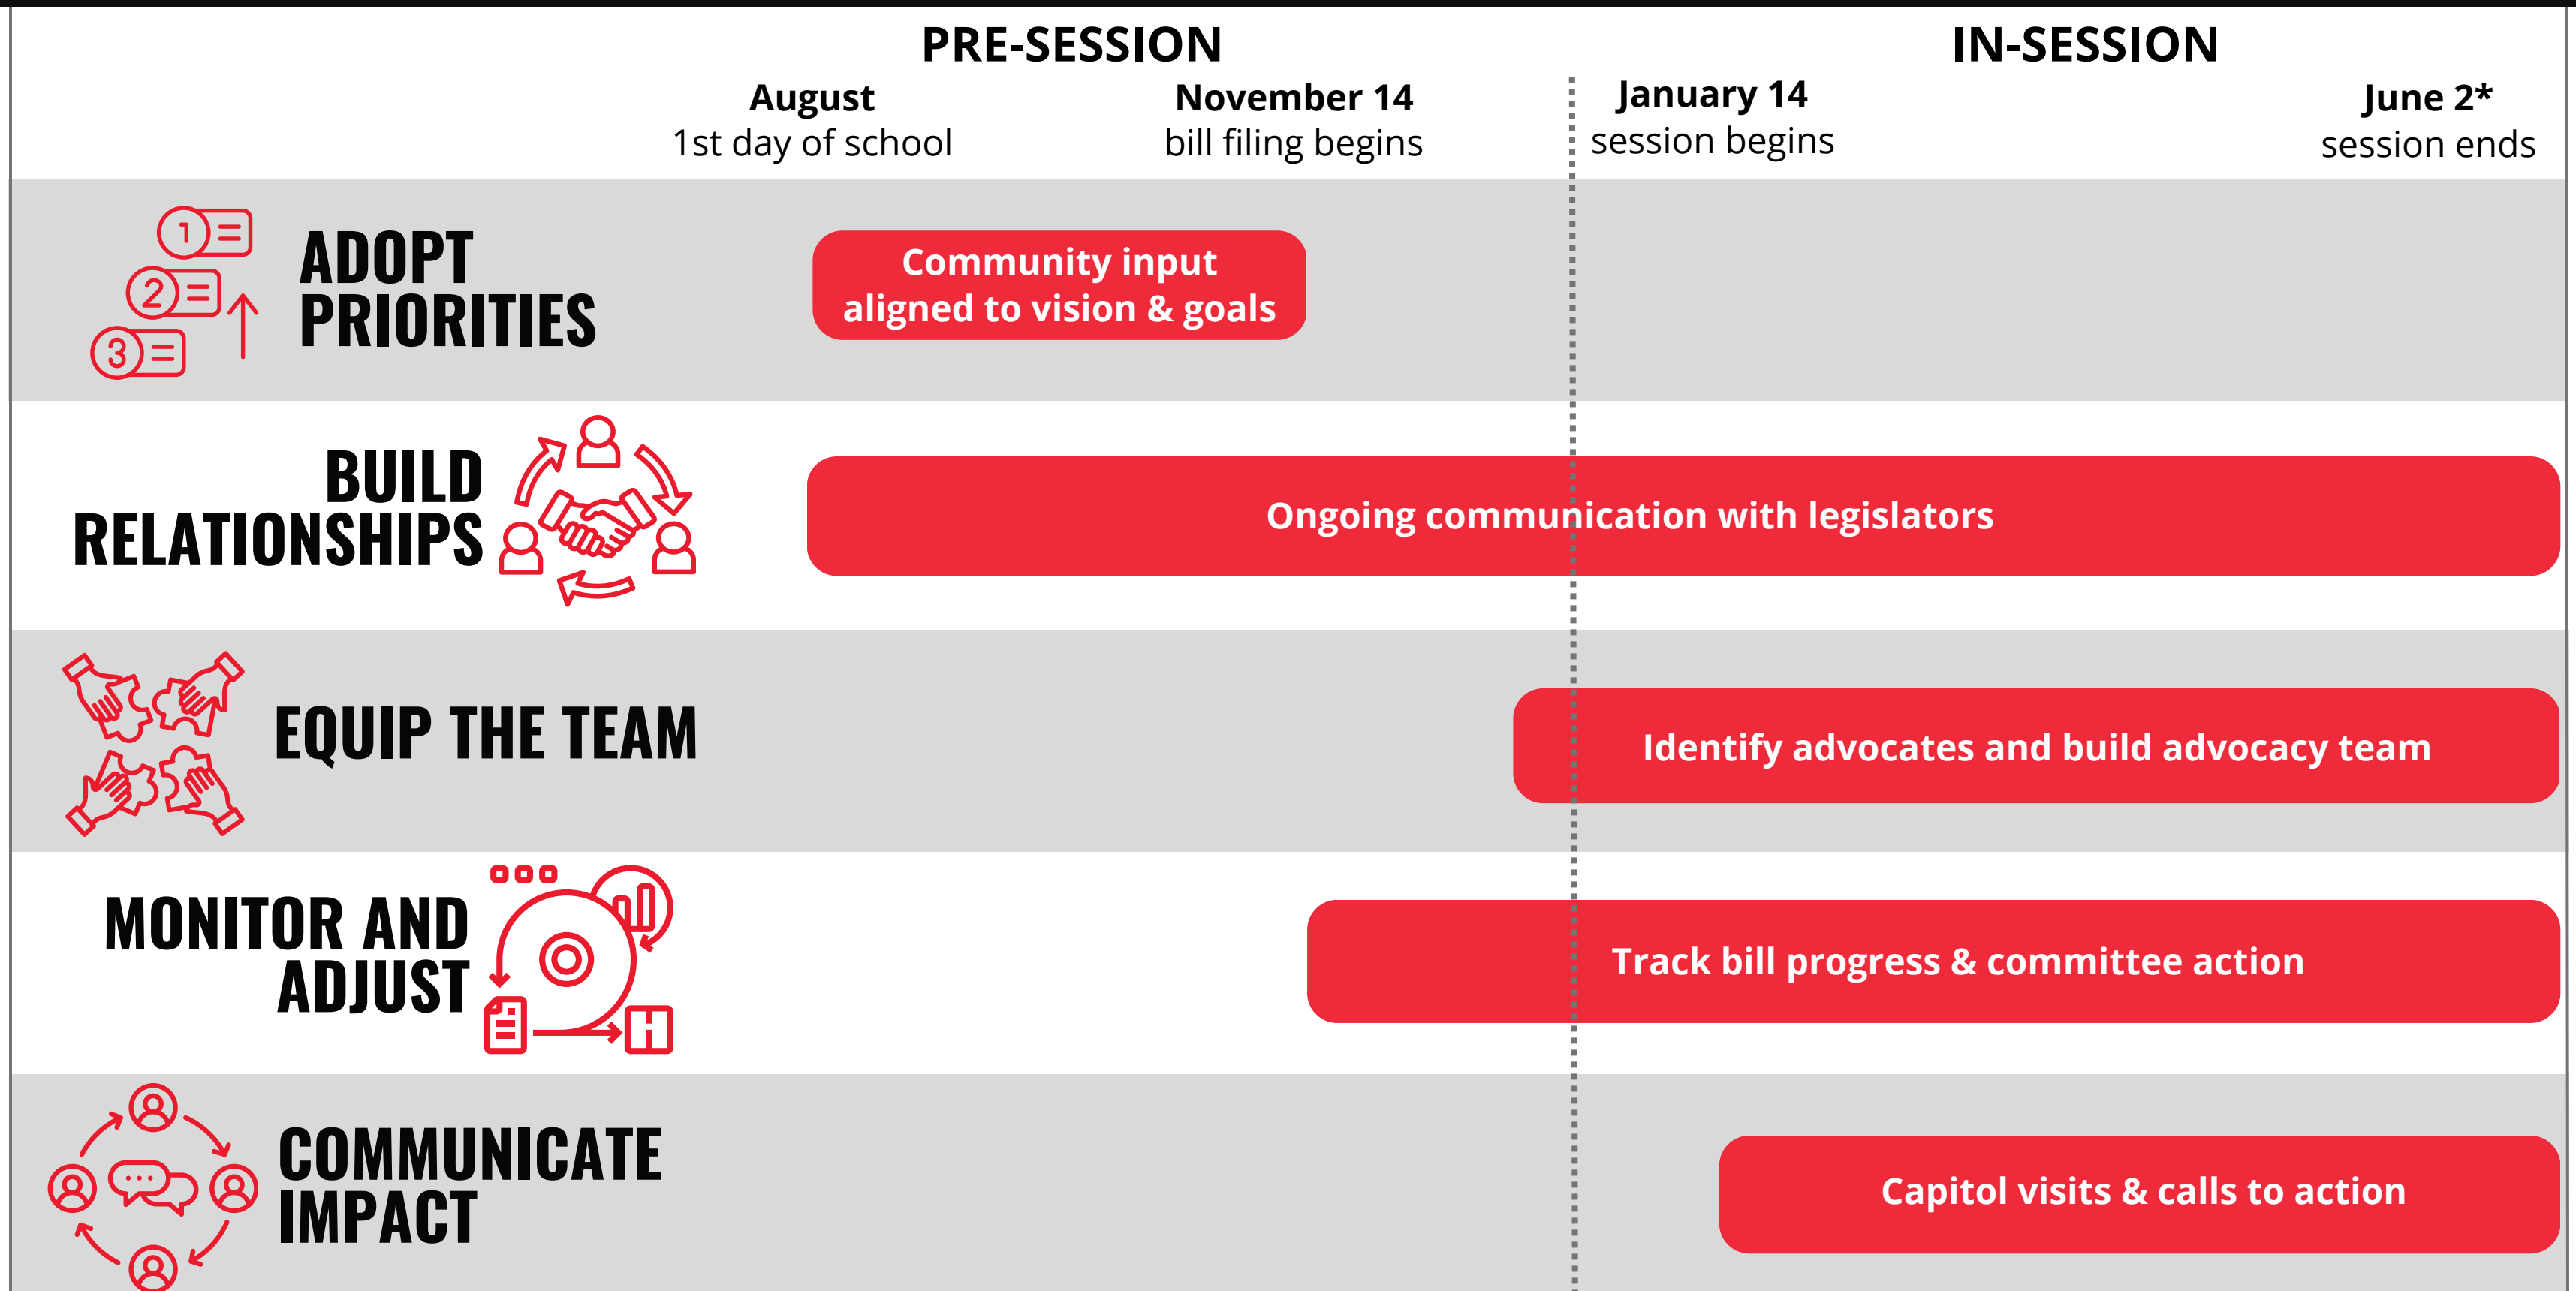 PRE-SESSION
IN-SESSION
August
1st day of school
November 14
bill filing begins
January 14
session begins
June 2*
session ends
1
2
3
ADOPT
PRIORITIES
Community input
aligned to vision & goals
BUILD
RELATIONSHIPS
Ongoing communication with legislators
EQUIP THE TEAM
Identify advocates and build advocacy team
MONITOR AND
ADJUST
Track bill progress & committee action
COMMUNICATE
IMPACT
Capitol visits & calls to action